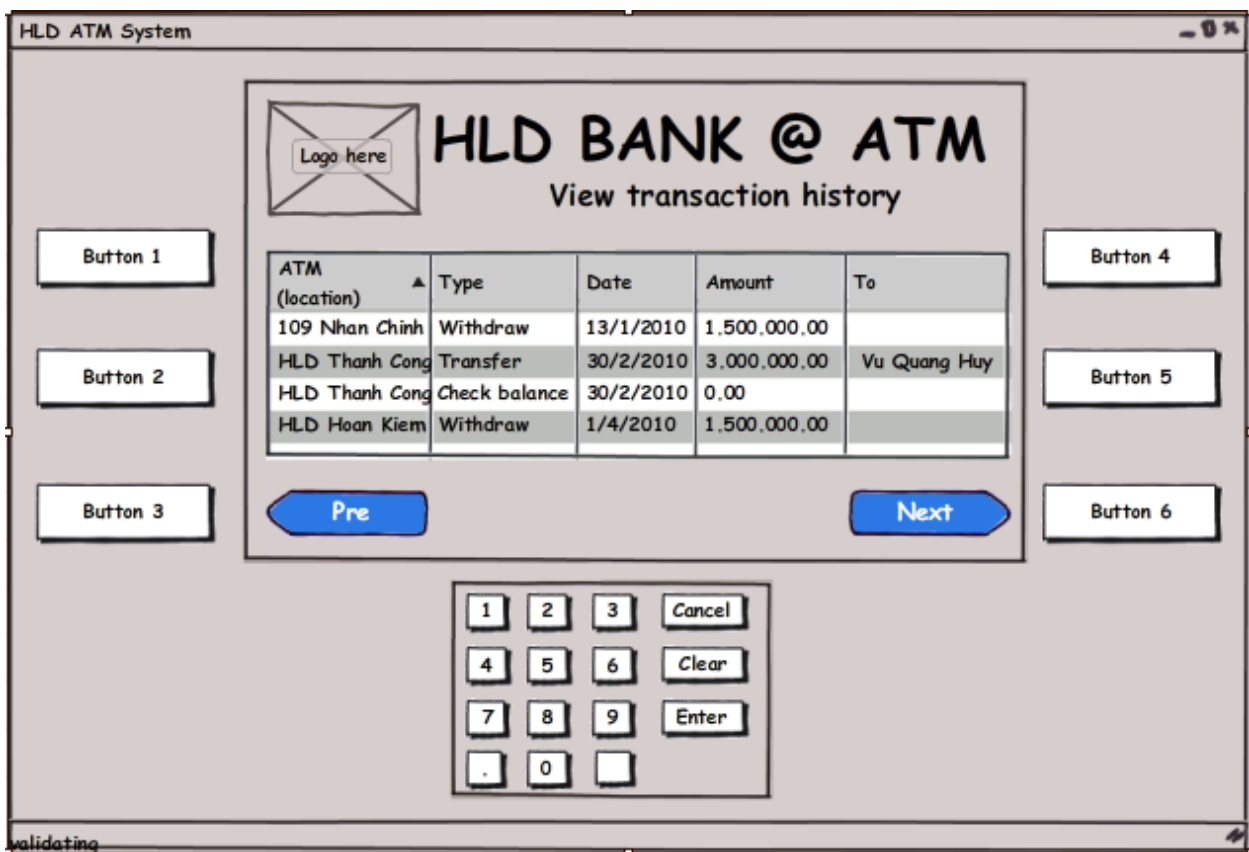 HLD ATM System
Logo here
HLD BANK @ ATM
View transaction history
Button 1
Button 2
Button 3
ATM (location) Type Date Amount To
109 Nhan Chinh Withdraw 13/1/2010 1.500.000.00
HLD Thanh Cong Transfer 30/2/2010 3.000.000.00 Vu Quang Huy
HLD Thanh Cong Check balance 30/2/2010 0.00
HLD Hoan Kiem Withdraw 1/4/2010 1.500.000.00
Pre Next
Button 4
Button 5
Button 6
1 2 3 Cancel
4 5 6 Clear
7 8 9 Enter
. 0
validating